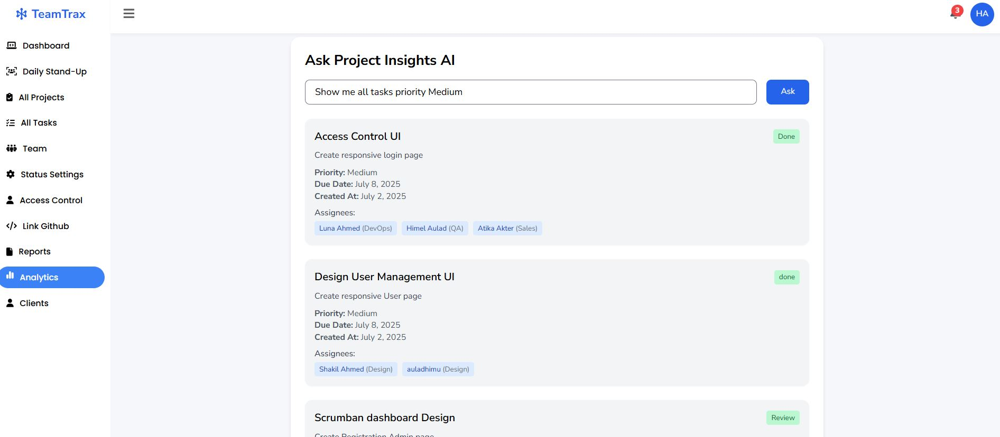 TeamTrax
3
HA
Dashboard
Daily Stand-Up
All Projects
All Tasks
Team
Status Settings
Access Control
Link Github
Reports
Analytics
Clients
Ask Project Insights AI
Show me all tasks priority Medium
Ask
Access Control UI
Done
Create responsive login page
Priority: Medium
Due Date: July 8, 2025
Created At: July 2, 2025
Assignees:
Luna Ahmed (DevOps) Himel Aulad (QA) Atika Akter (Sales)
Design User Management UI
done
Create responsive User page
Priority: Medium
Due Date: July 8, 2025
Created At: July 2, 2025
Assignees:
Shakil Ahmed (Design) auladhimu (Design)
Scrumban dashboard Design
Review
Create Registration Admin page